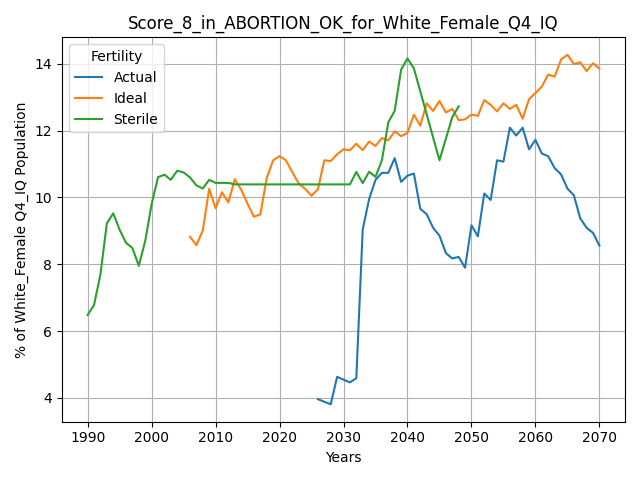 Score_8_in_ABORTION_OK_for_White_Female_Q4_IQ
Fertility
Actual
Ideal
Sterile
% of White_Female Q4_IQ Population
14
12
10
8
6
4
1990 2000 2010 2020 2030 2040 2050 2060 2070
Years